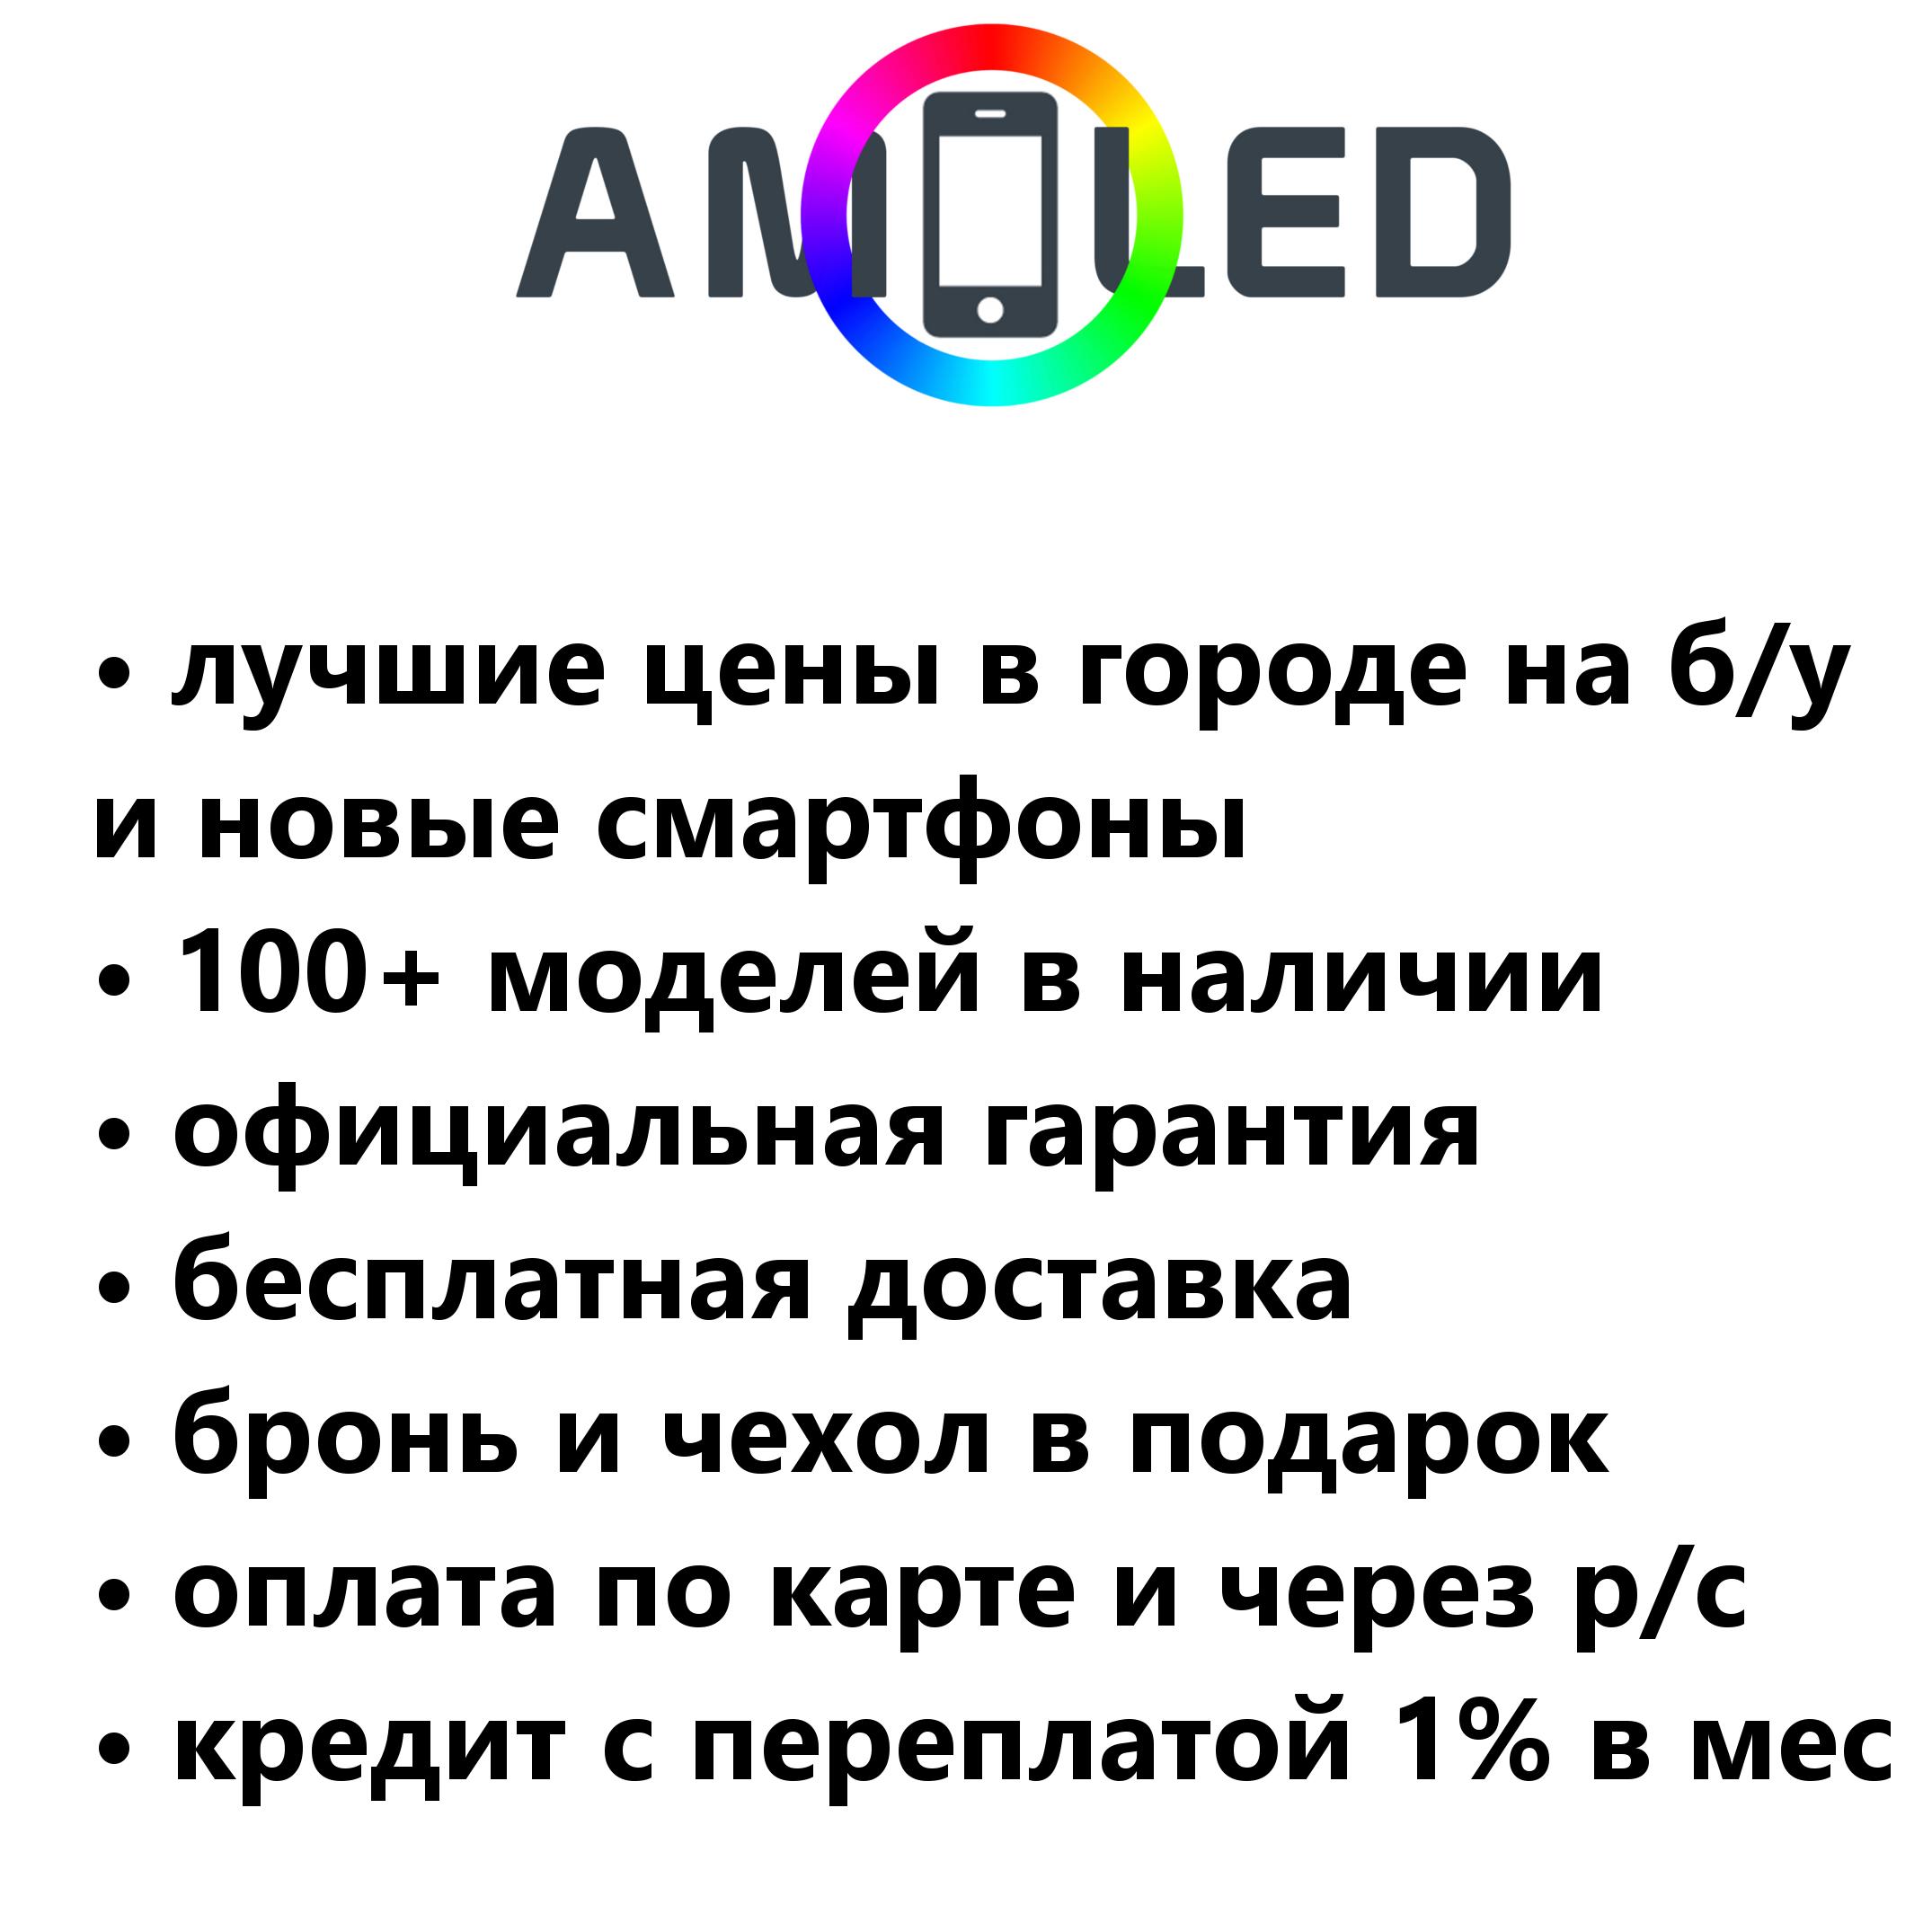 AMOLED
• лучшие цены в городе на б/у
и новые смартфоны
• 100+ моделей в наличии
• официальная гарантия
• бесплатная доставка
• бронь и чехол в подарок
• оплата по карте и через р/с
• кредит с переплатой 1% в мес